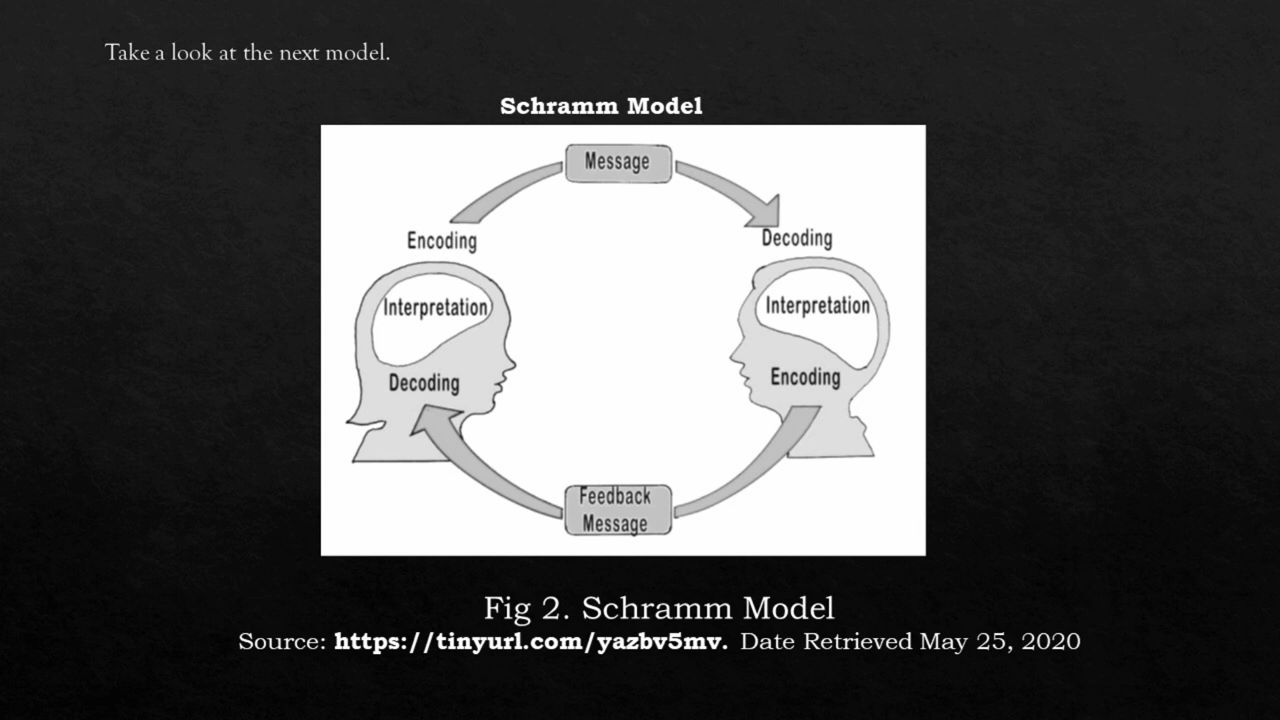 Take a look at the next model.
Schramm Model
Message
Encoding
Decoding
Interpretation
Interpretation
Decoding
Encoding
Feedback
Message
Fig 2. Schramm Model
Source: https://tinyurl.com/yazbv5mv. Date Retrieved May 25, 2020